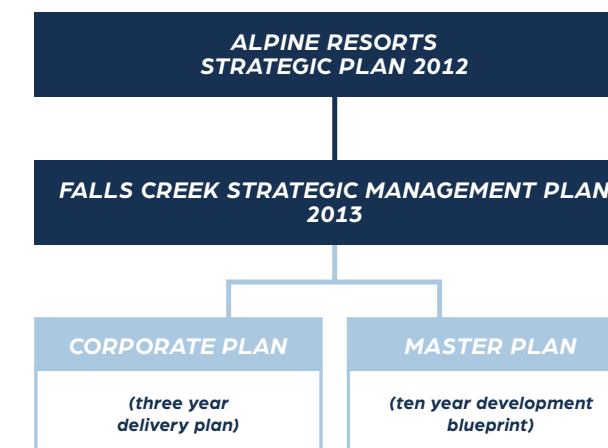 ALPINE RESORTS
STRATEGIC PLAN 2012
FALLS CREEK STRATEGIC MANAGEMENT PLAN
2013
CORPORATE PLAN
(three year
delivery plan)
MASTER PLAN
(ten year development
blueprint)